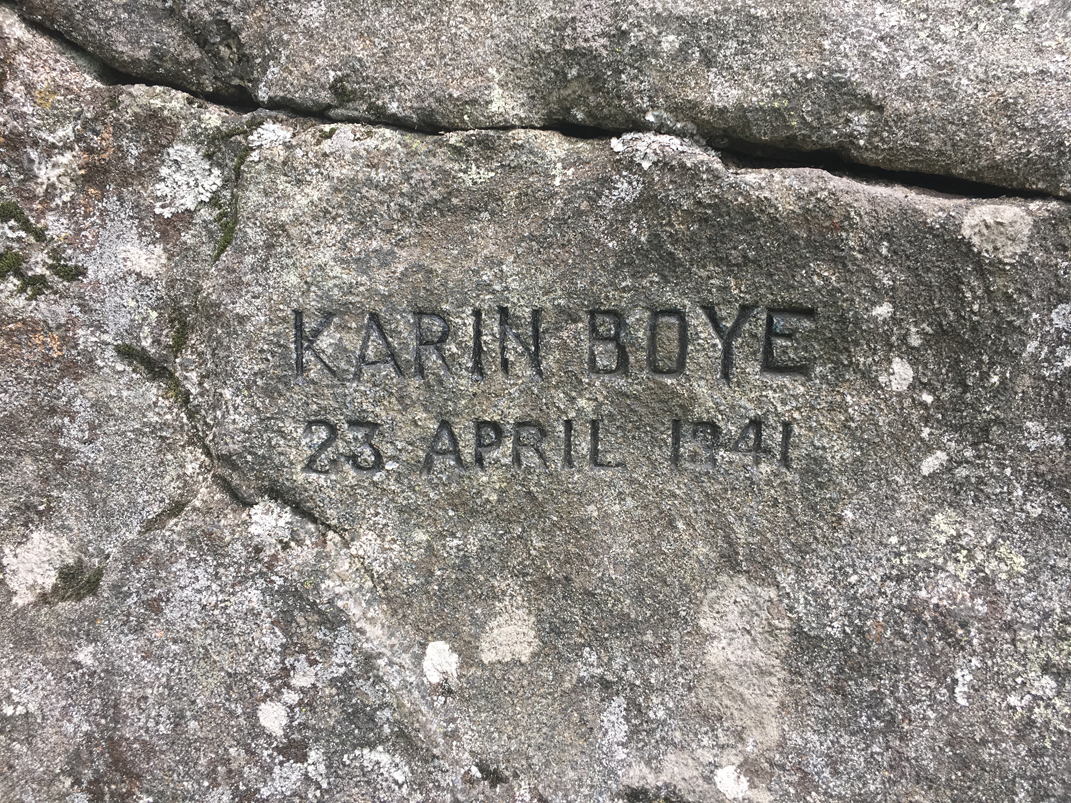 KARIN BOYE
23 APRIL 1941